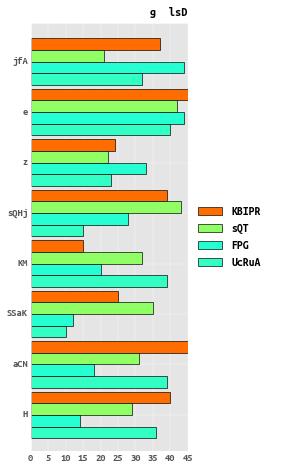 g lsD
jfA
e
z
sQHj
KM
SSaK
aCN
H
0 5 10 15 20 25 30 35 40 45
KBIPR
sQT
FPG
UcRuA